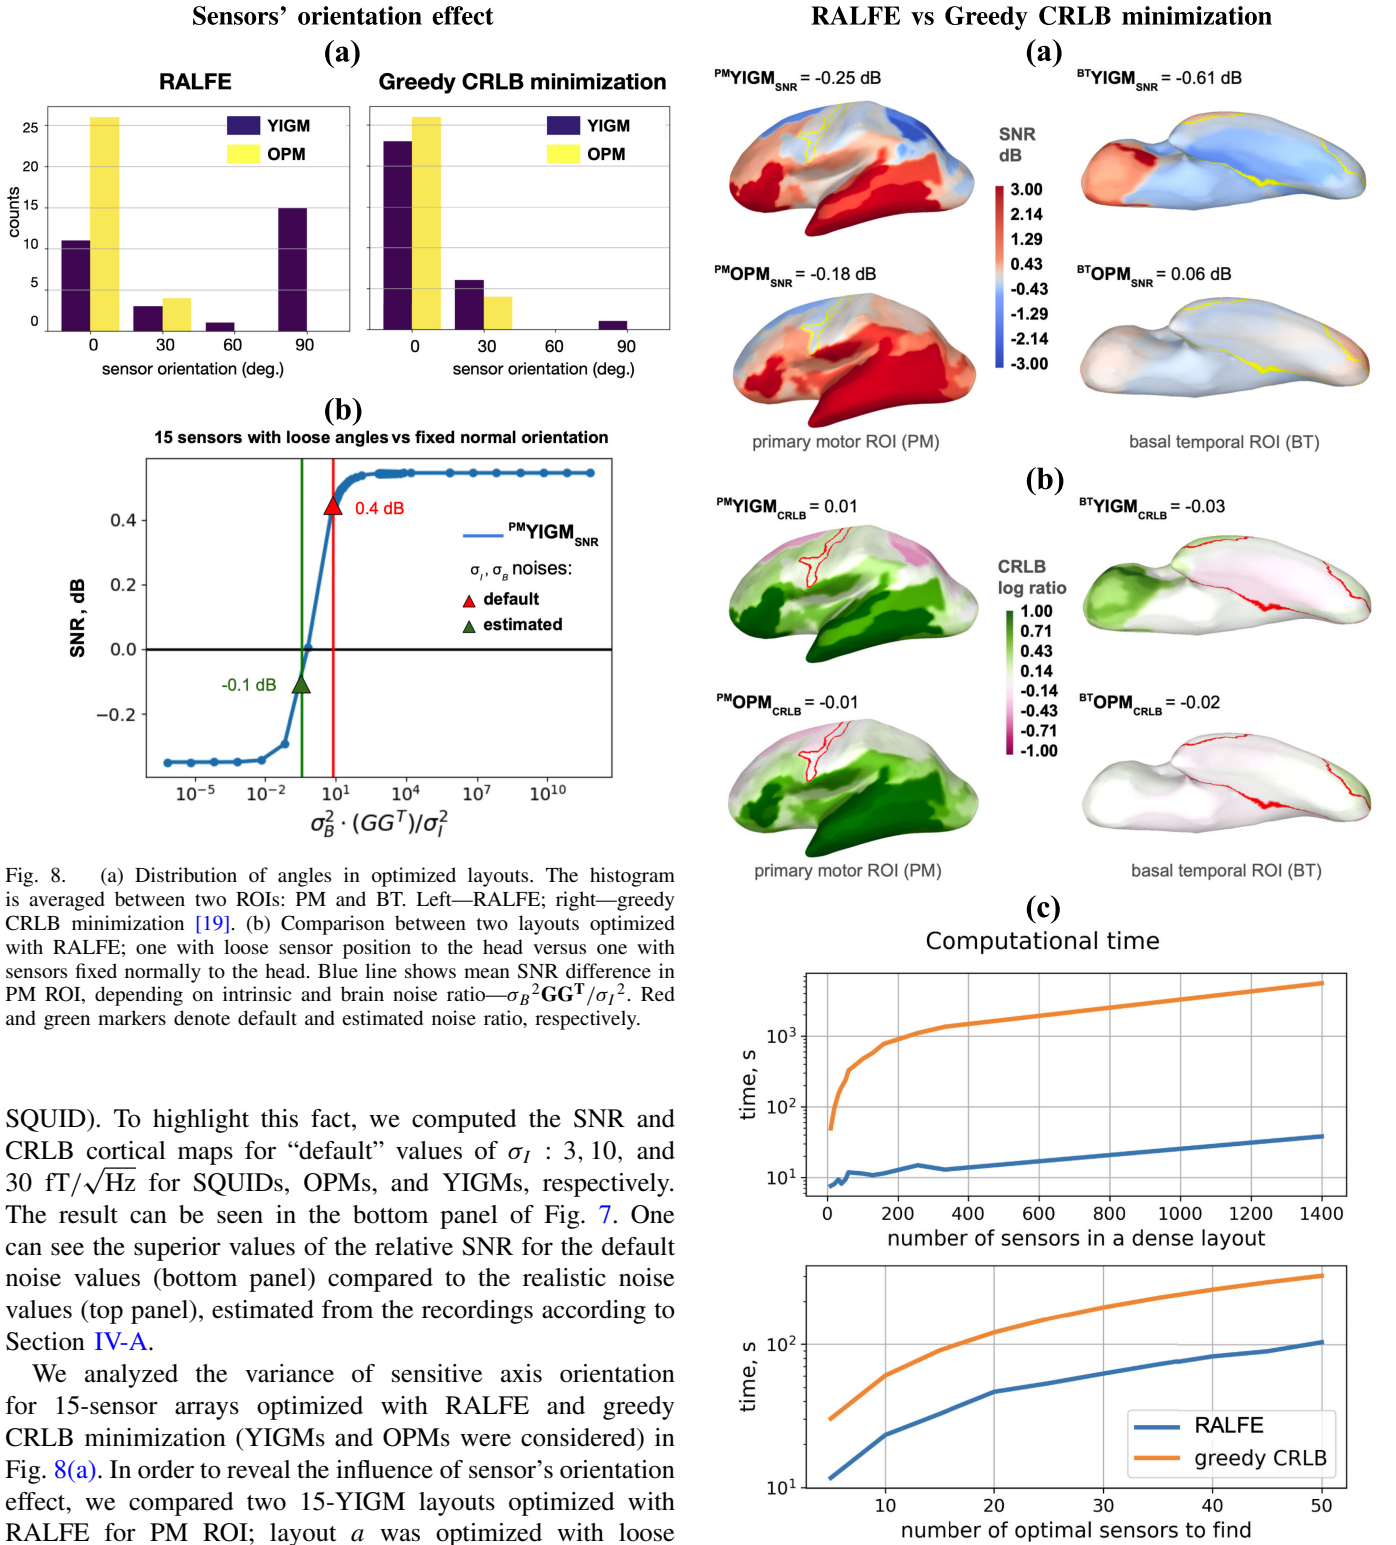 Sensors' orientation effect
(a)
RALFE
Greedy CRLB minimization
YIGM
OPM
YIGM
OPM
counts
25
20
15
10
5
0
0
30
60
90
0
30
60
90
sensor orientation (deg.)
sensor orientation (deg.)
(b)
15 sensors with loose angles vs fixed normal orientation
0.4 dB
PMYIGMSNR
σI, σB noises:
default
estimated
-0.1 dB
SNR, dB
0.4
0.2
0.0
−0.2
10−5
10−2
101
104
107
1010
σB2 · (GGT)/σI2
Fig. 8. (a) Distribution of angles in optimized layouts. The histogram
is averaged between two ROIs: PM and BT. Left—RALFE; right—greedy
CRLB minimization [19]. (b) Comparison between two layouts optimized
with RALFE; one with loose sensor position to the head versus one with
sensors fixed normally to the head. Blue line shows mean SNR difference in
PM ROI, depending on intrinsic and brain noise ratio—σB2GGT/σI2. Red
and green markers denote default and estimated noise ratio, respectively.
SQUID). To highlight this fact, we computed the SNR and
CRLB cortical maps for “default” values of σI : 3, 10, and
30 fT/√Hz for SQUIDs, OPMs, and YIGMs, respectively.
The result can be seen in the bottom panel of Fig. 7. One
can see the superior values of the relative SNR for the default
noise values (bottom panel) compared to the realistic noise
values (top panel), estimated from the recordings according to
Section IV-A.
We analyzed the variance of sensitive axis orientation
for 15-sensor arrays optimized with RALFE and greedy
CRLB minimization (YIGMs and OPMs were considered) in
Fig. 8(a). In order to reveal the influence of sensor's orientation
effect, we compared two 15-YIGM layouts optimized with
RALFE for PM ROI; layout a was optimized with loose
RALFE vs Greedy CRLB minimization
(a)
PMYIGMSNR = -0.25 dB
BTYIGMSNR = -0.61 dB
SNR
dB
3.00
2.14
1.29
0.43
-0.43
-1.29
-2.14
-3.00
PMOPMSNR = -0.18 dB
BTOPMSNR = 0.06 dB
primary motor ROI (PM)
basal temporal ROI (BT)
(b)
PMYIGMCRLB = 0.01
BTYIGMCRLB = -0.03
CRLB
log ratio
1.00
0.71
0.43
0.14
-0.14
-0.43
-0.71
-1.00
PMOPMCRLB = -0.01
BTOPMCRLB = -0.02
primary motor ROI (PM)
basal temporal ROI (BT)
(c)
Computational time
time, s
103
102
101
0
200
400
600
800
1000
1200
1400
number of sensors in a dense layout
time, s
102
101
RALFE
greedy CRLB
10
20
30
40
50
number of optimal sensors to find